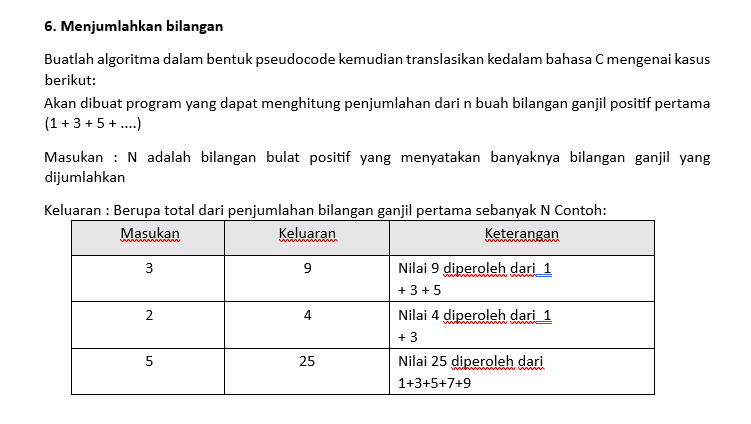 6. Menjumlahkan bilangan
Buatlah algoritma dalam bentuk pseudocode kemudian translasikan kedalam bahasa C mengenai kasus
berikut:
Akan dibuat program yang dapat menghitung penjumlahan dari n buah bilangan ganjil positif pertama
(1 + 3 + 5 + ....)
Masukan : N adalah bilangan bulat positif yang menyatakan banyaknya bilangan ganjil yang
dijumlahkan
Keluaran : Berupa total dari penjumlahan bilangan ganjil pertama sebanyak N Contoh:
Masukan Keluaran Keterangan
3 9 Nilai 9 diperoleh dari 1
+ 3 + 5
2 4 Nilai 4 diperoleh dari 1
+ 3
5 25 Nilai 25 diperoleh dari
1+3+5+7+9